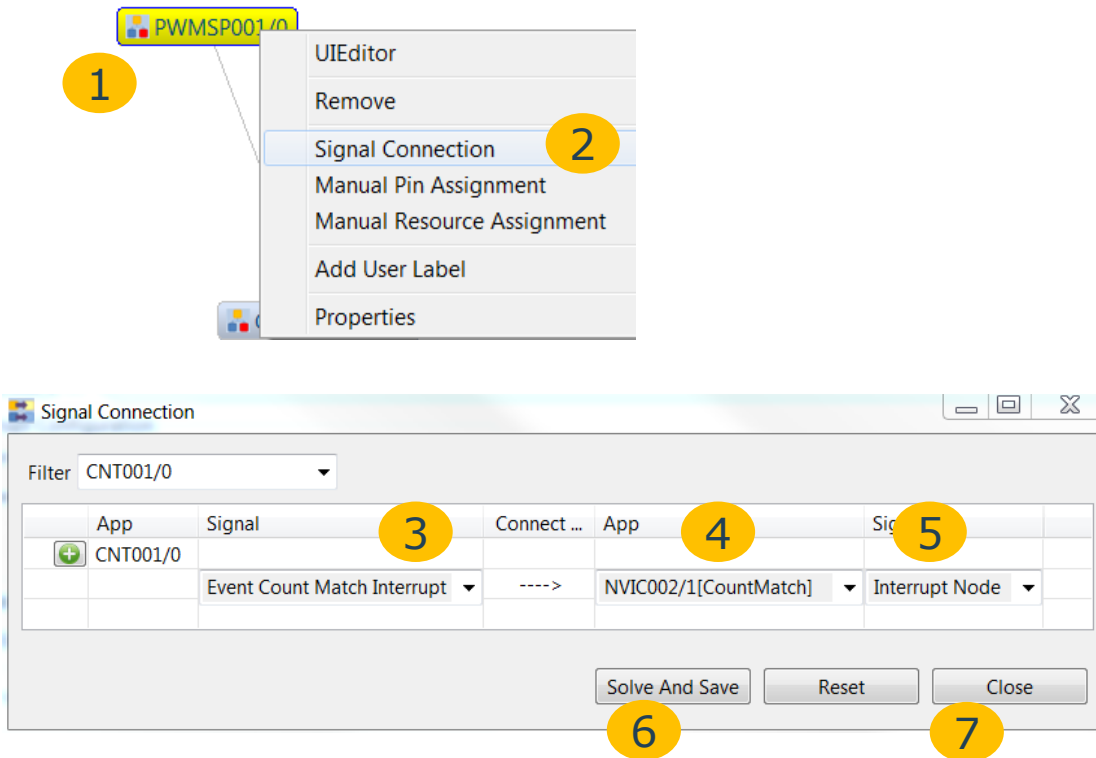 PWMSP001/0
1
UIEditor
Remove
Signal Connection 2
Manual Pin Assignment
Manual Resource Assignment
Add User Label
Properties
Signal Connection
Filter CNT001/0
App Signal 3 Connect ... App 4 Sig 5
CNT001/0
Event Count Match Interrupt ----> NVIC002/1[CountMatch] Interrupt Node
Solve And Save Reset Close
6 7